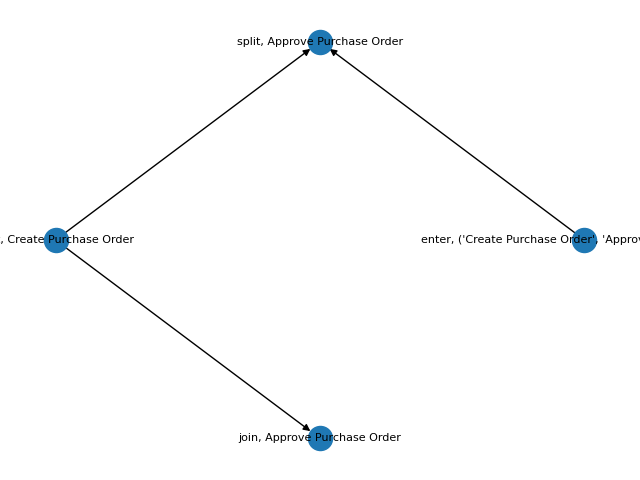 split, Approve Purchase Order
, Create Purchase Order
enter, ('Create Purchase Order', 'Approv
join, Approve Purchase Order